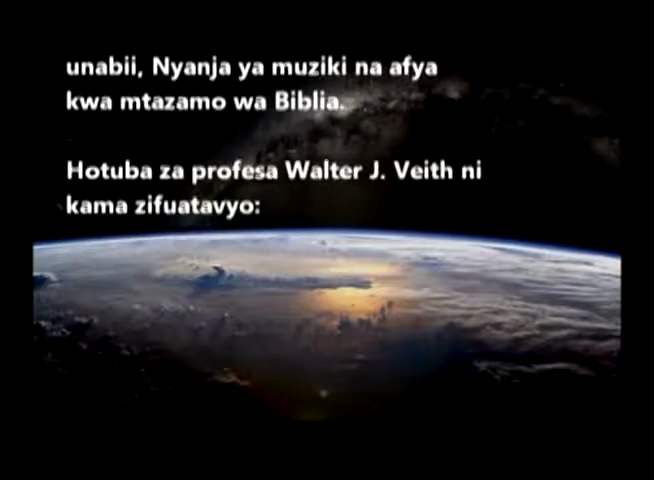 unabii, Nyanja ya muziki na afya
kwa mtazamo wa Biblia.
Hotuba za profesa Walter J. Veith ni
kama zifuatavyo: